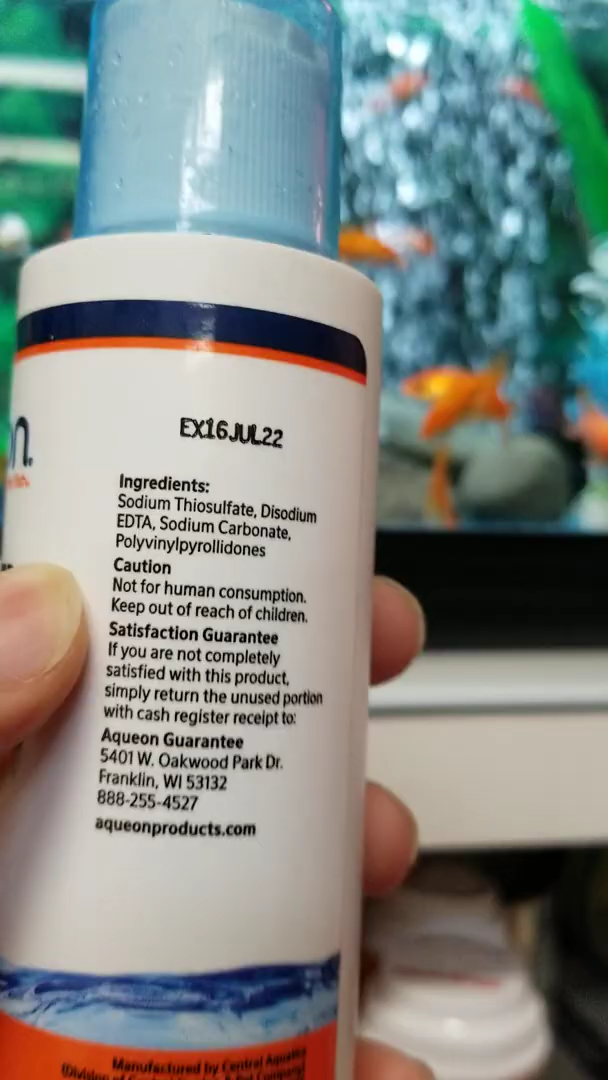 EX16JUL22
n.
Ingredients:
Sodium Thiosulfate, Disodium
EDTA, Sodium Carbonate,
Polyvinylpyrollidones
Caution
Not for human consumption.
Keep out of reach of children.
Satisfaction Guarantee
If you are not completely
satisfied with this product,
simply return the unused portion
with cash register receipt to:
Aqueon Guarantee
5401 W. Oakwood Park Dr.
Franklin, WI 53132
888-255-4527
aqueonproducts.com
Manufactured by Central
(Division of